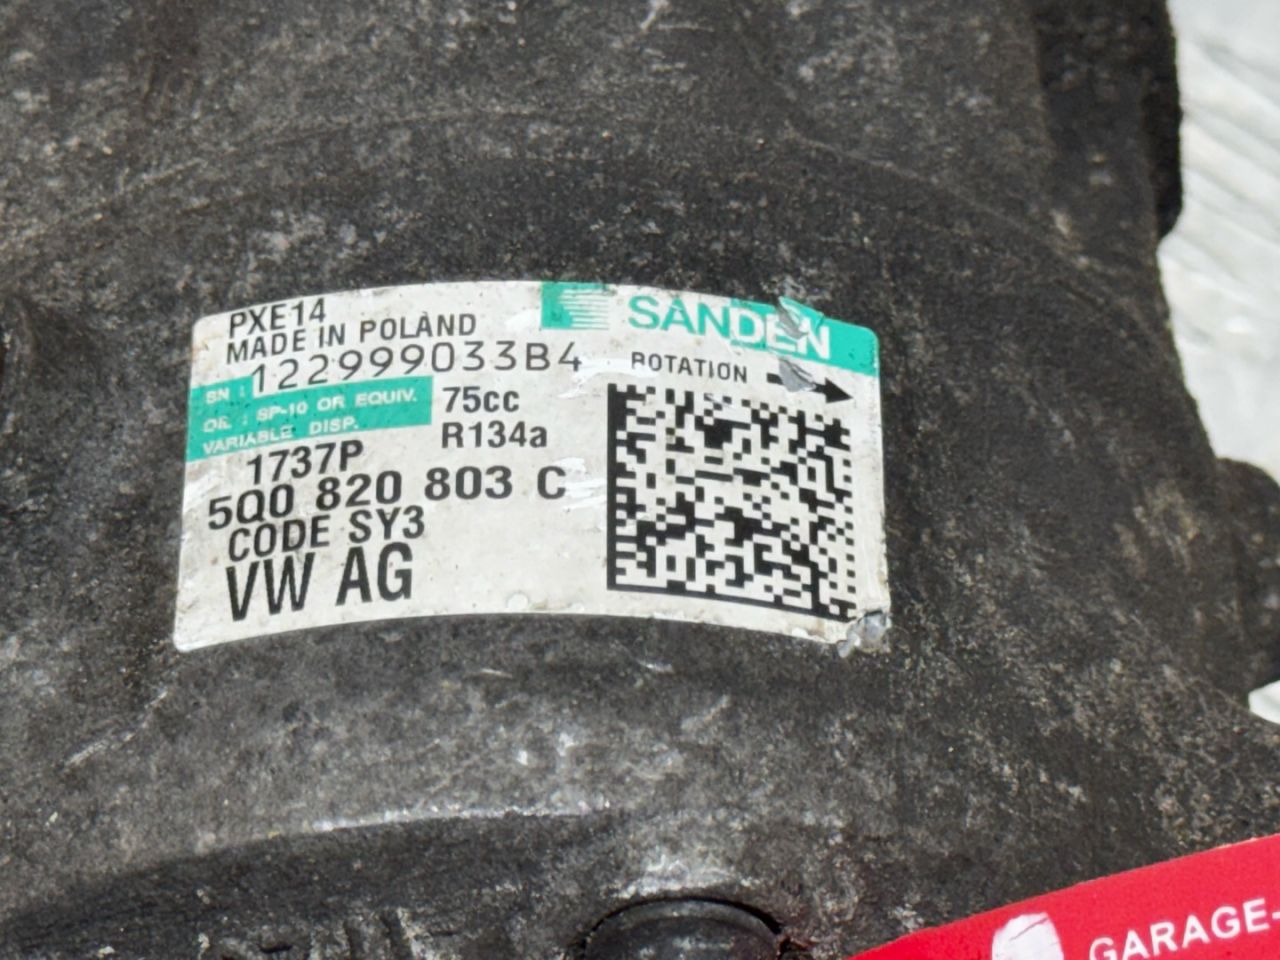 PXE14
MADE IN POLAND
SANDEN
SN : 122999033B4
ROTATION
OE : SP-10 OR EQUIV.
75cc
VARIABLE DISP.
R134a
1737P
5Q0 820 803 C
CODE SY3
VW AG
GARAGE-